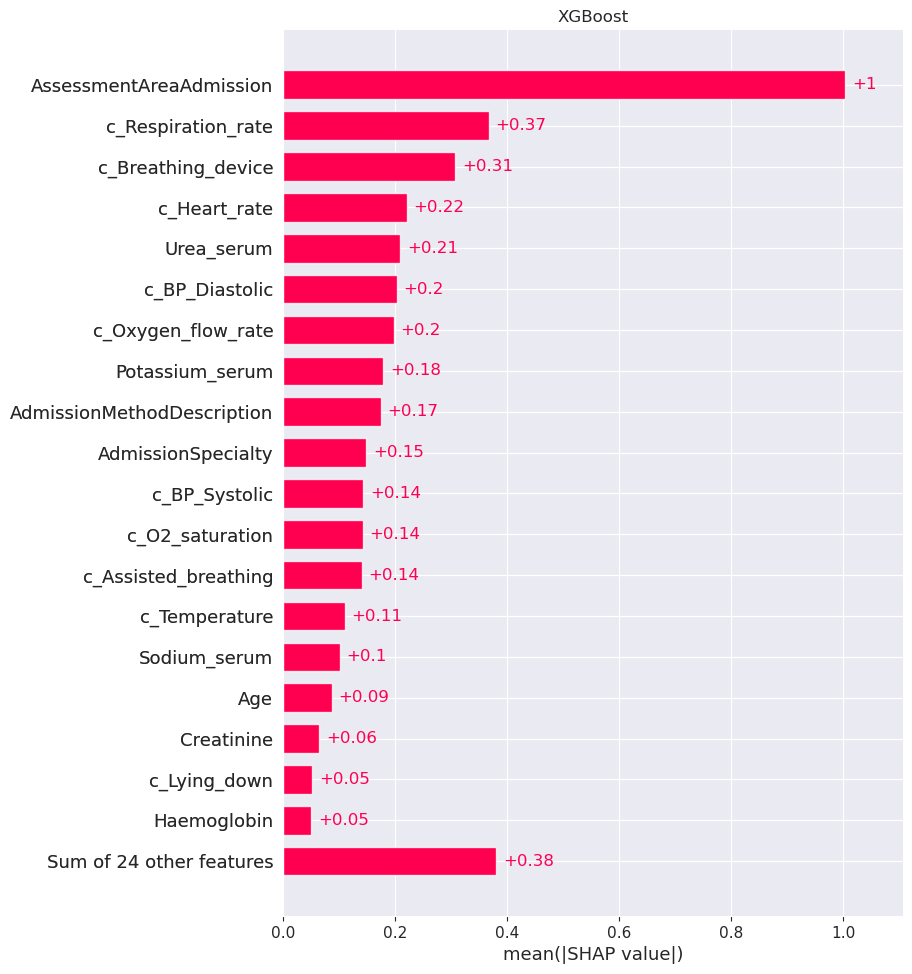 XGBoost
AssessmentAreaAdmission +1
c_Respiration_rate +0.37
c_Breathing_device +0.31
c_Heart_rate +0.22
Urea_serum +0.21
c_BP_Diastolic +0.2
c_Oxygen_flow_rate +0.2
Potassium_serum +0.18
AdmissionMethodDescription +0.17
AdmissionSpecialty +0.15
c_BP_Systolic +0.14
c_O2_saturation +0.14
c_Assisted_breathing +0.14
c_Temperature +0.11
Sodium_serum +0.1
Age +0.09
Creatinine +0.06
c_Lying_down +0.05
Haemoglobin +0.05
Sum of 24 other features +0.38
0.0 0.2 0.4 0.6 0.8 1.0
mean(|SHAP value|)